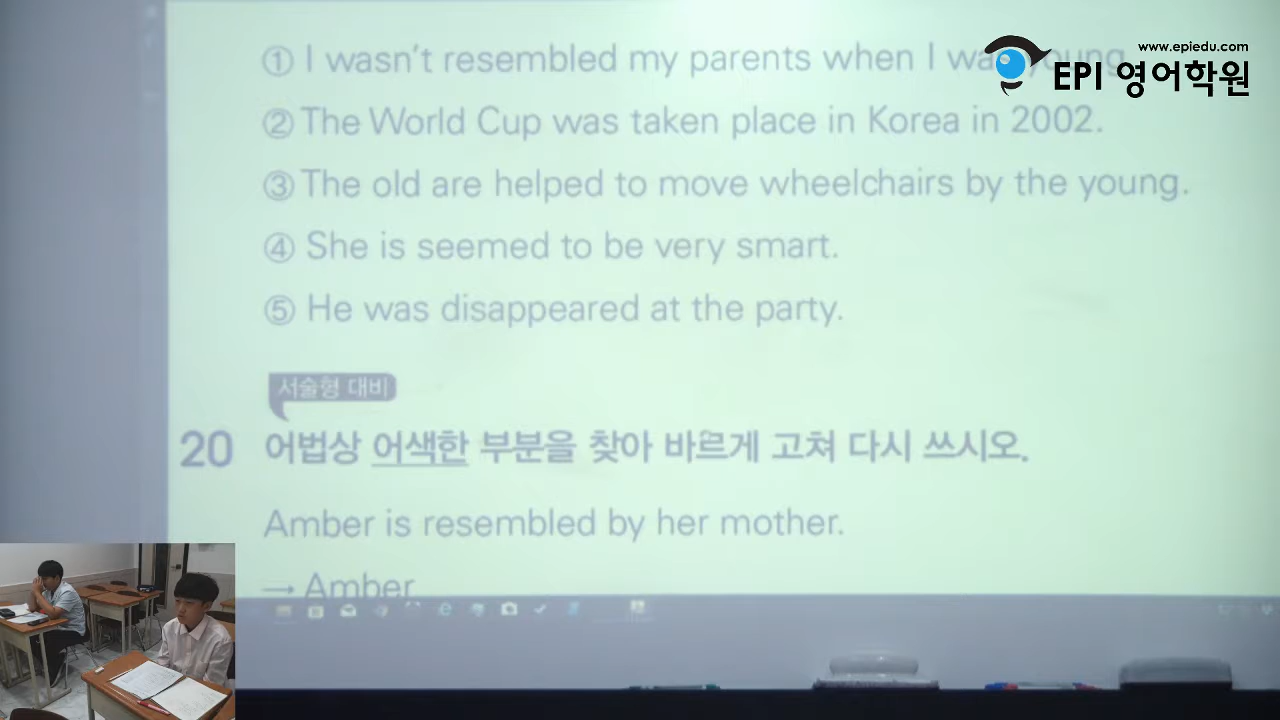 www.epiedu.com
EPI 영어학원
① I wasn't resembled my parents when I was young.
② The World Cup was taken place in Korea in 2002.
③ The old are helped to move wheelchairs by the young.
④ She is seemed to be very smart.
⑤ He was disappeared at the party.
서술형 대비
20 어법상 어색한 부분을 찾아 바르게 고쳐 다시 쓰시오.
Amber is resembled by her mother.
→ Amber